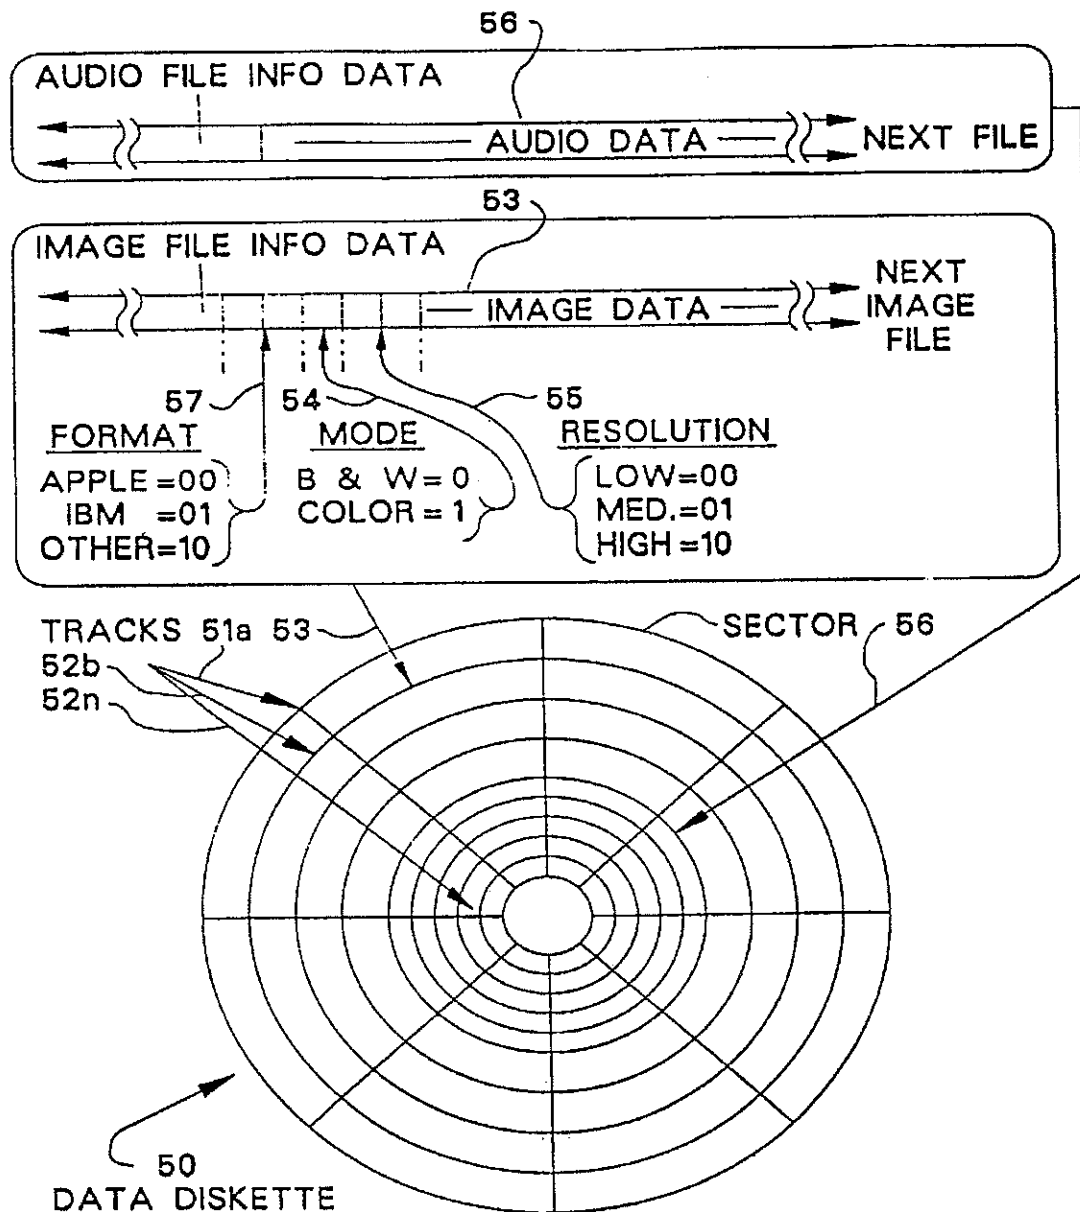 56
AUDIO FILE INFO DATA
AUDIO DATA
NEXT FILE
53
IMAGE FILE INFO DATA
IMAGE DATA
NEXT
IMAGE
FILE
57
54
55
FORMAT
APPLE=00
IBM =01
OTHER=10
MODE
B & W=0
COLOR=1
RESOLUTION
LOW=00
MED.=01
HIGH=10
TRACKS 51a 53
52b
52n
SECTOR 56
50
DATA DISKETTE